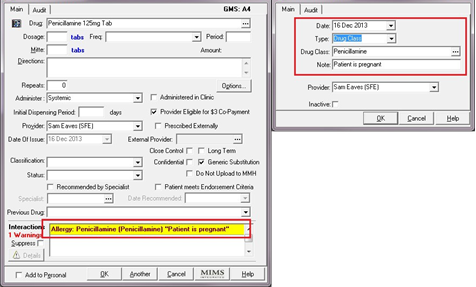 Main Audit GMS: A4
Drug: Penicillamine 125mg Tab ...
Dosage: tabs Freq: Period:
Mitte: tabs Amount:
Directions:
Repeats: 0 Options...
Administer: Systemic Administered in Clinic
Initial Dispensing Period: days Provider Eligible for $3 Co-Payment
Provider: Sam Eaves (SFE) Prescribed Externally
Date Of Issue: 16 Dec 2013 External Provider: ...
Close Control Long Term
Classification: Confidential Generic Substitution
Status: Do Not Upload to MMH
Recommended by Specialist Patient meets Endorsement Criteria
Specialist: ... Date Recommended:
Previous Drug:
Interactions Allergy: Penicillamine (Penicillamine) "Patient is pregnant"
1 Warnings
Suppress
Details
Add to Personal OK Another Cancel MIMS Help
Main Audit
Date: 16 Dec 2013
Type: Drug Class
Drug Class: Penicillamine ...
Note: Patient is pregnant
Provider: Sam Eaves (SFE)
Inactive:
OK Cancel Help